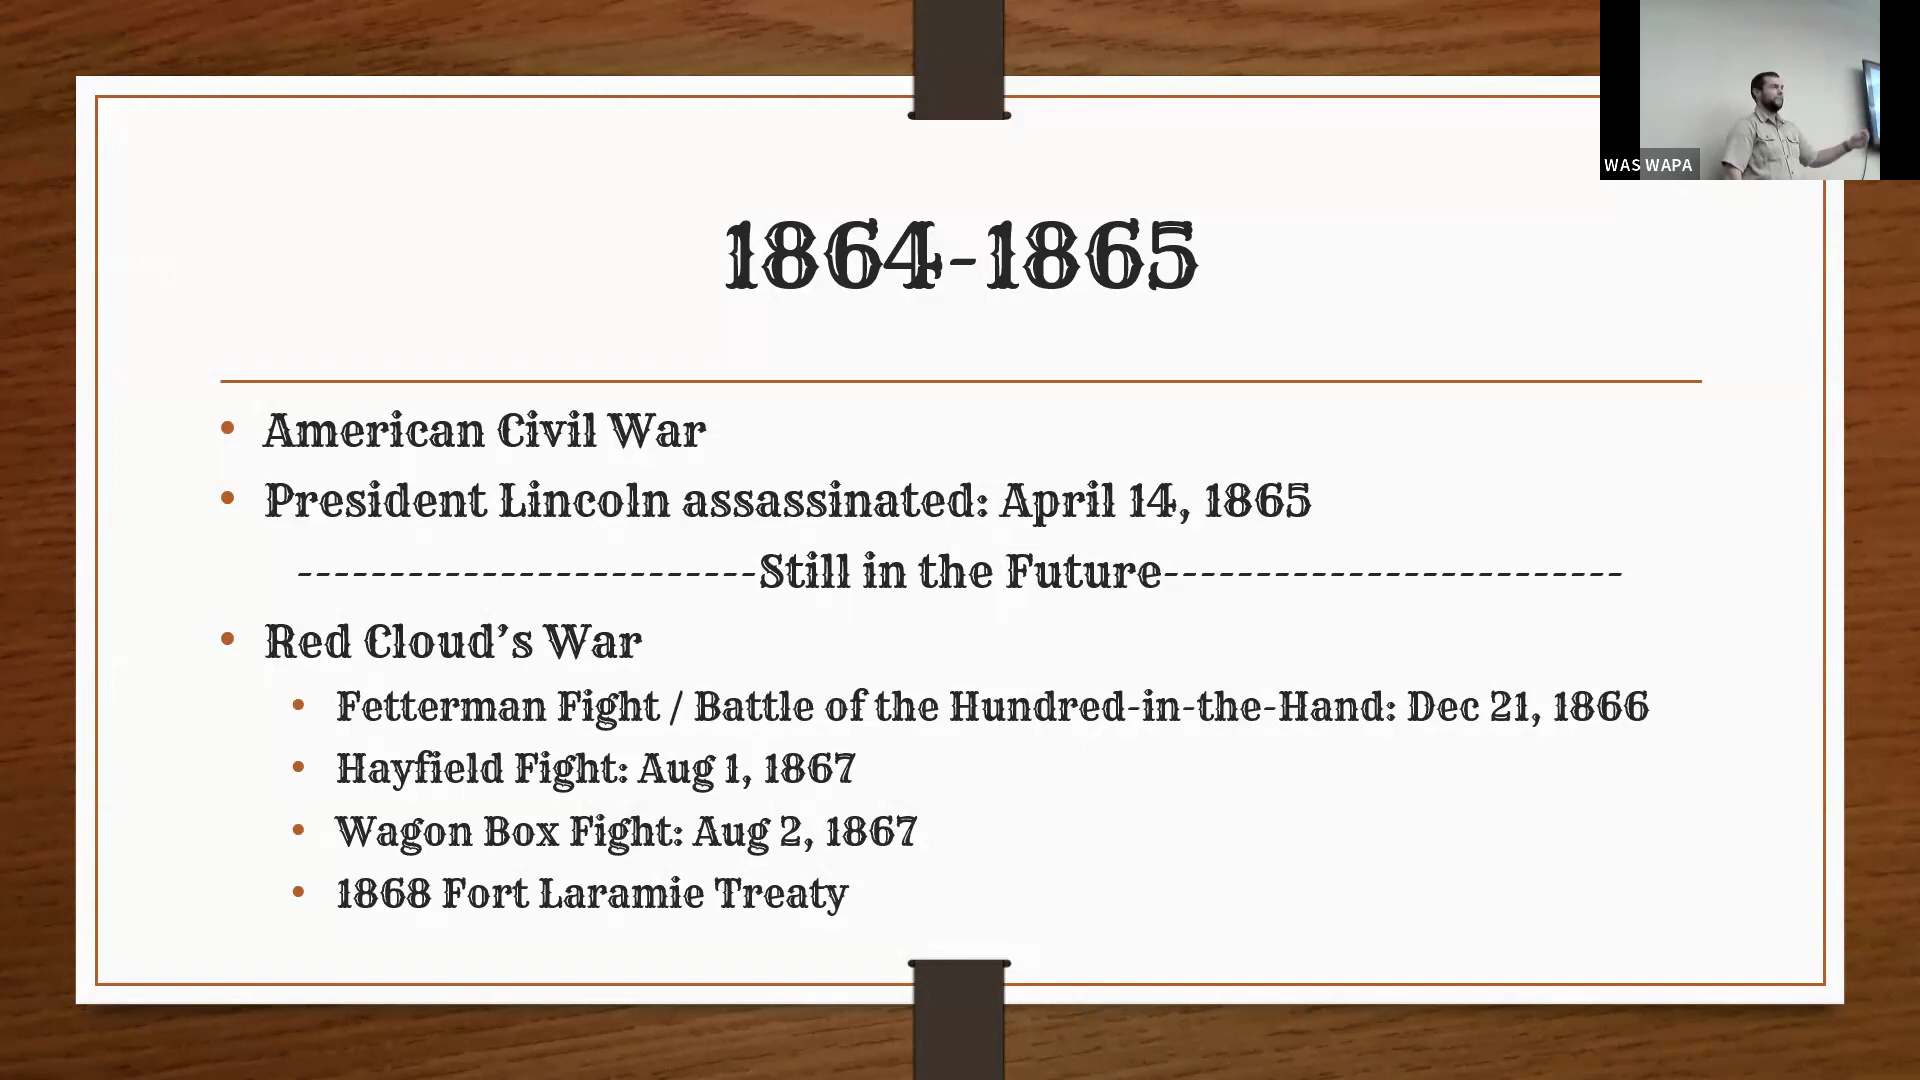 WAS WAPA
1864-1865
• American Civil War
• President Lincoln assassinated: April 14, 1865
-------------------------Still in the Future-------------------------
• Red Cloud’s War
• Fetterman Fight / Battle of the Hundred-in-the-Hand: Dec 21, 1866
• Hayfield Fight: Aug 1, 1867
• Wagon Box Fight: Aug 2, 1867
• 1868 Fort Laramie Treaty